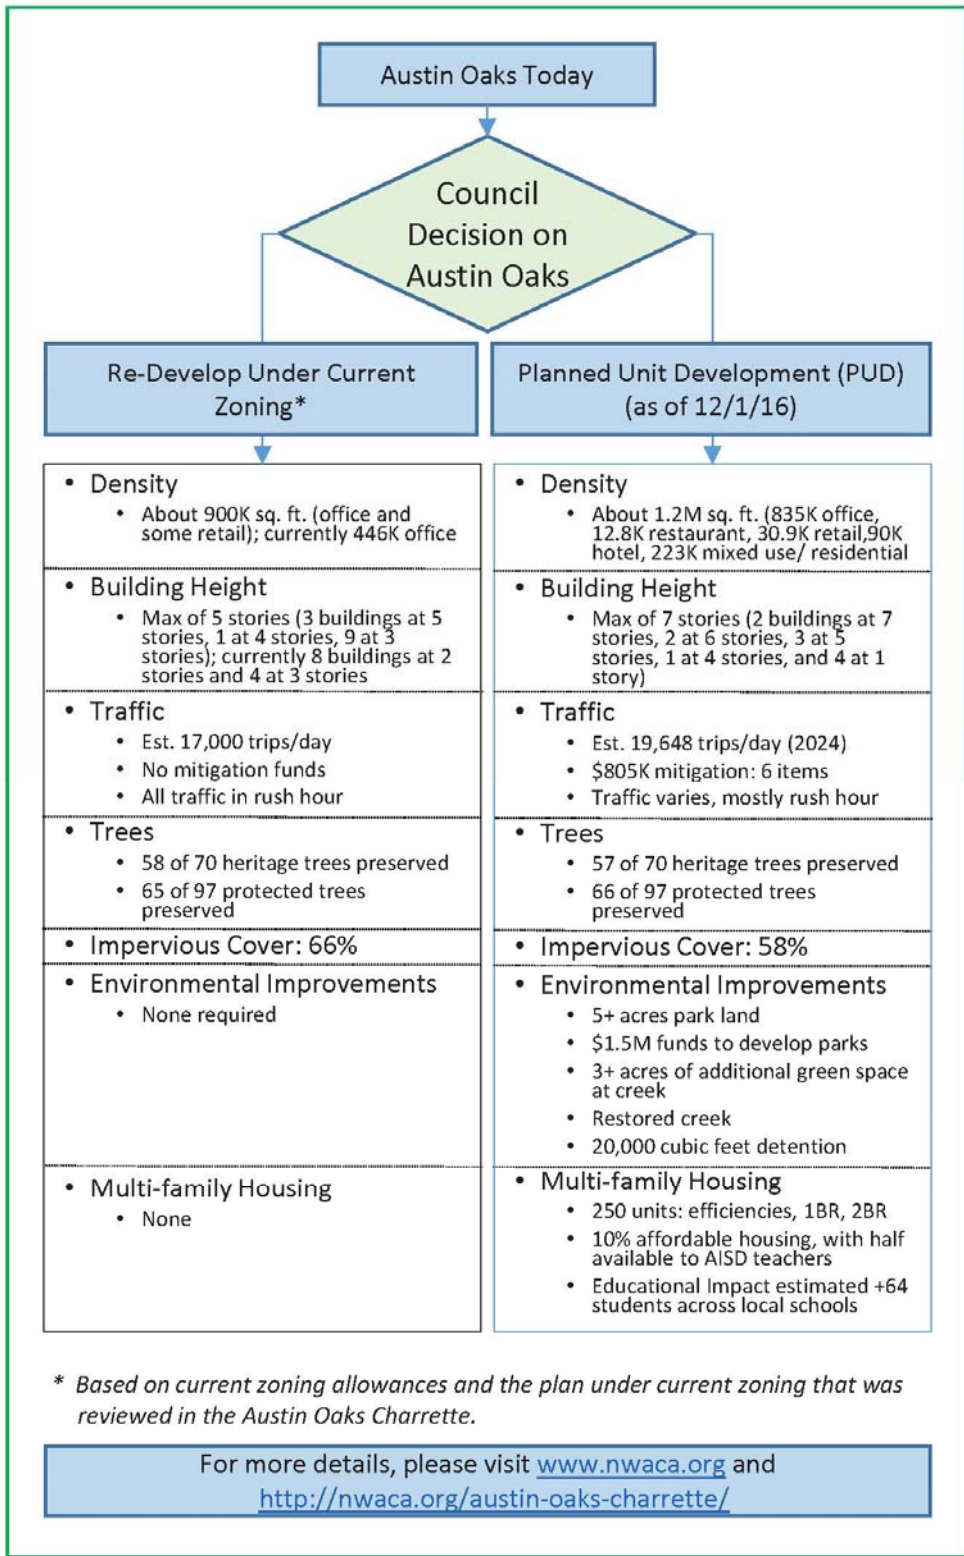 Austin Oaks Today
Council
Decision on
Austin Oaks
Re-Develop Under Current
Zoning*
• Density
• About 900K sq. ft. (office and
some retail); currently 446K office
• Building Height
• Max of 5 stories (3 buildings at 5
stories, 1 at 4 stories, 9 at 3
stories); currently 8 buildings at 2
stories and 4 at 3 stories
• Traffic
• Est. 17,000 trips/day
• No mitigation funds
• All traffic in rush hour
• Trees
• 58 of 70 heritage trees preserved
• 65 of 97 protected trees
preserved
• Impervious Cover: 66%
• Environmental Improvements
• None required
• Multi-family Housing
• None
Planned Unit Development (PUD)
(as of 12/1/16)
• Density
• About 1.2M sq. ft. (835K office,
12.8K restaurant, 30.9K retail,90K
hotel, 223K mixed use/ residential
• Building Height
• Max of 7 stories (2 buildings at 7
stories, 2 at 6 stories, 3 at 5
stories, 1 at 4 stories, and 4 at 1
story)
• Traffic
• Est. 19,648 trips/day (2024)
• $805K mitigation: 6 items
• Traffic varies, mostly rush hour
• Trees
• 57 of 70 heritage trees preserved
• 66 of 97 protected trees
preserved
• Impervious Cover: 58%
• Environmental Improvements
• 5+ acres park land
• $1.5M funds to develop parks
• 3+ acres of additional green space
at creek
• Restored creek
• 20,000 cubic feet detention
• Multi-family Housing
• 250 units: efficiencies, 1BR, 2BR
• 10% affordable housing, with half
available to AISD teachers
• Educational Impact estimated +64
students across local schools
* Based on current zoning allowances and the plan under current zoning that was
reviewed in the Austin Oaks Charrette.
For more details, please visit www.nwaca.org and
http://nwaca.org/austin-oaks-charrette/